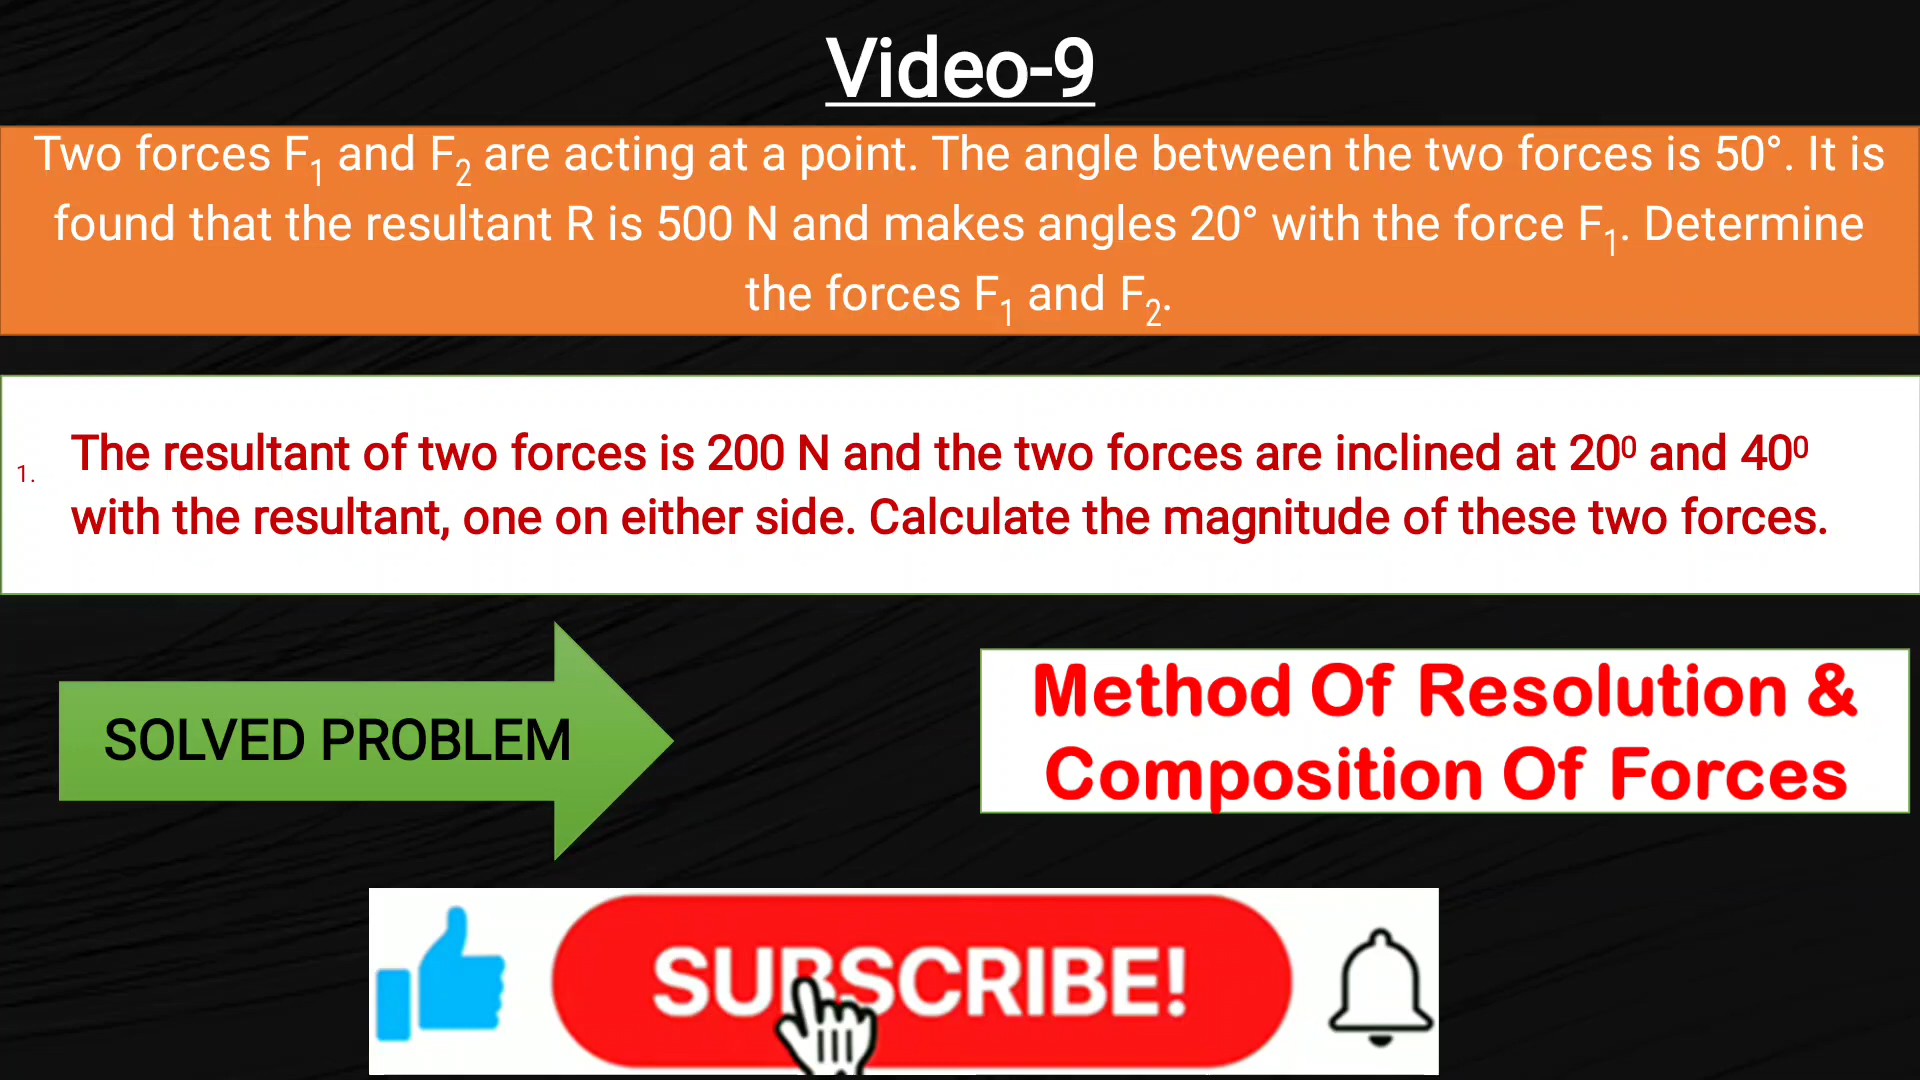 Video-9
Two forces F₁ and F₂ are acting at a point. The angle between the two forces is 50°. It is
found that the resultant R is 500 N and makes angles 20° with the force F₁. Determine
the forces F₁ and F₂.
1. The resultant of two forces is 200 N and the two forces are inclined at 20⁰ and 40⁰
with the resultant, one on either side. Calculate the magnitude of these two forces.
SOLVED PROBLEM
Method Of Resolution &
Composition Of Forces
SUBSCRIBE!